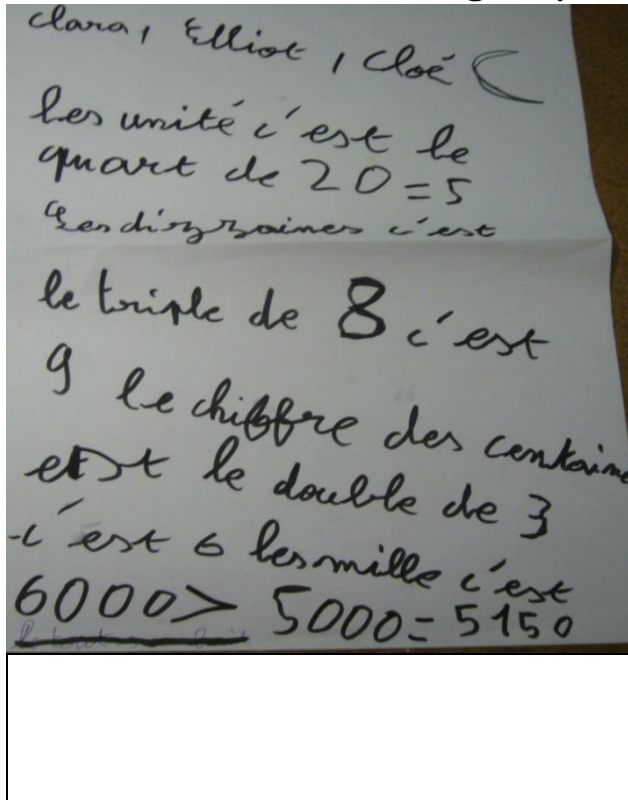 Clara, Elliot, Cloé
Les unité c'est le
quart de 20=5
Les dizzaines c'est
le triple de 8 c'est
9 le chiffre des centaine
est le double de 3
c'est 6 les mille c'est
6000> 5000= 5150